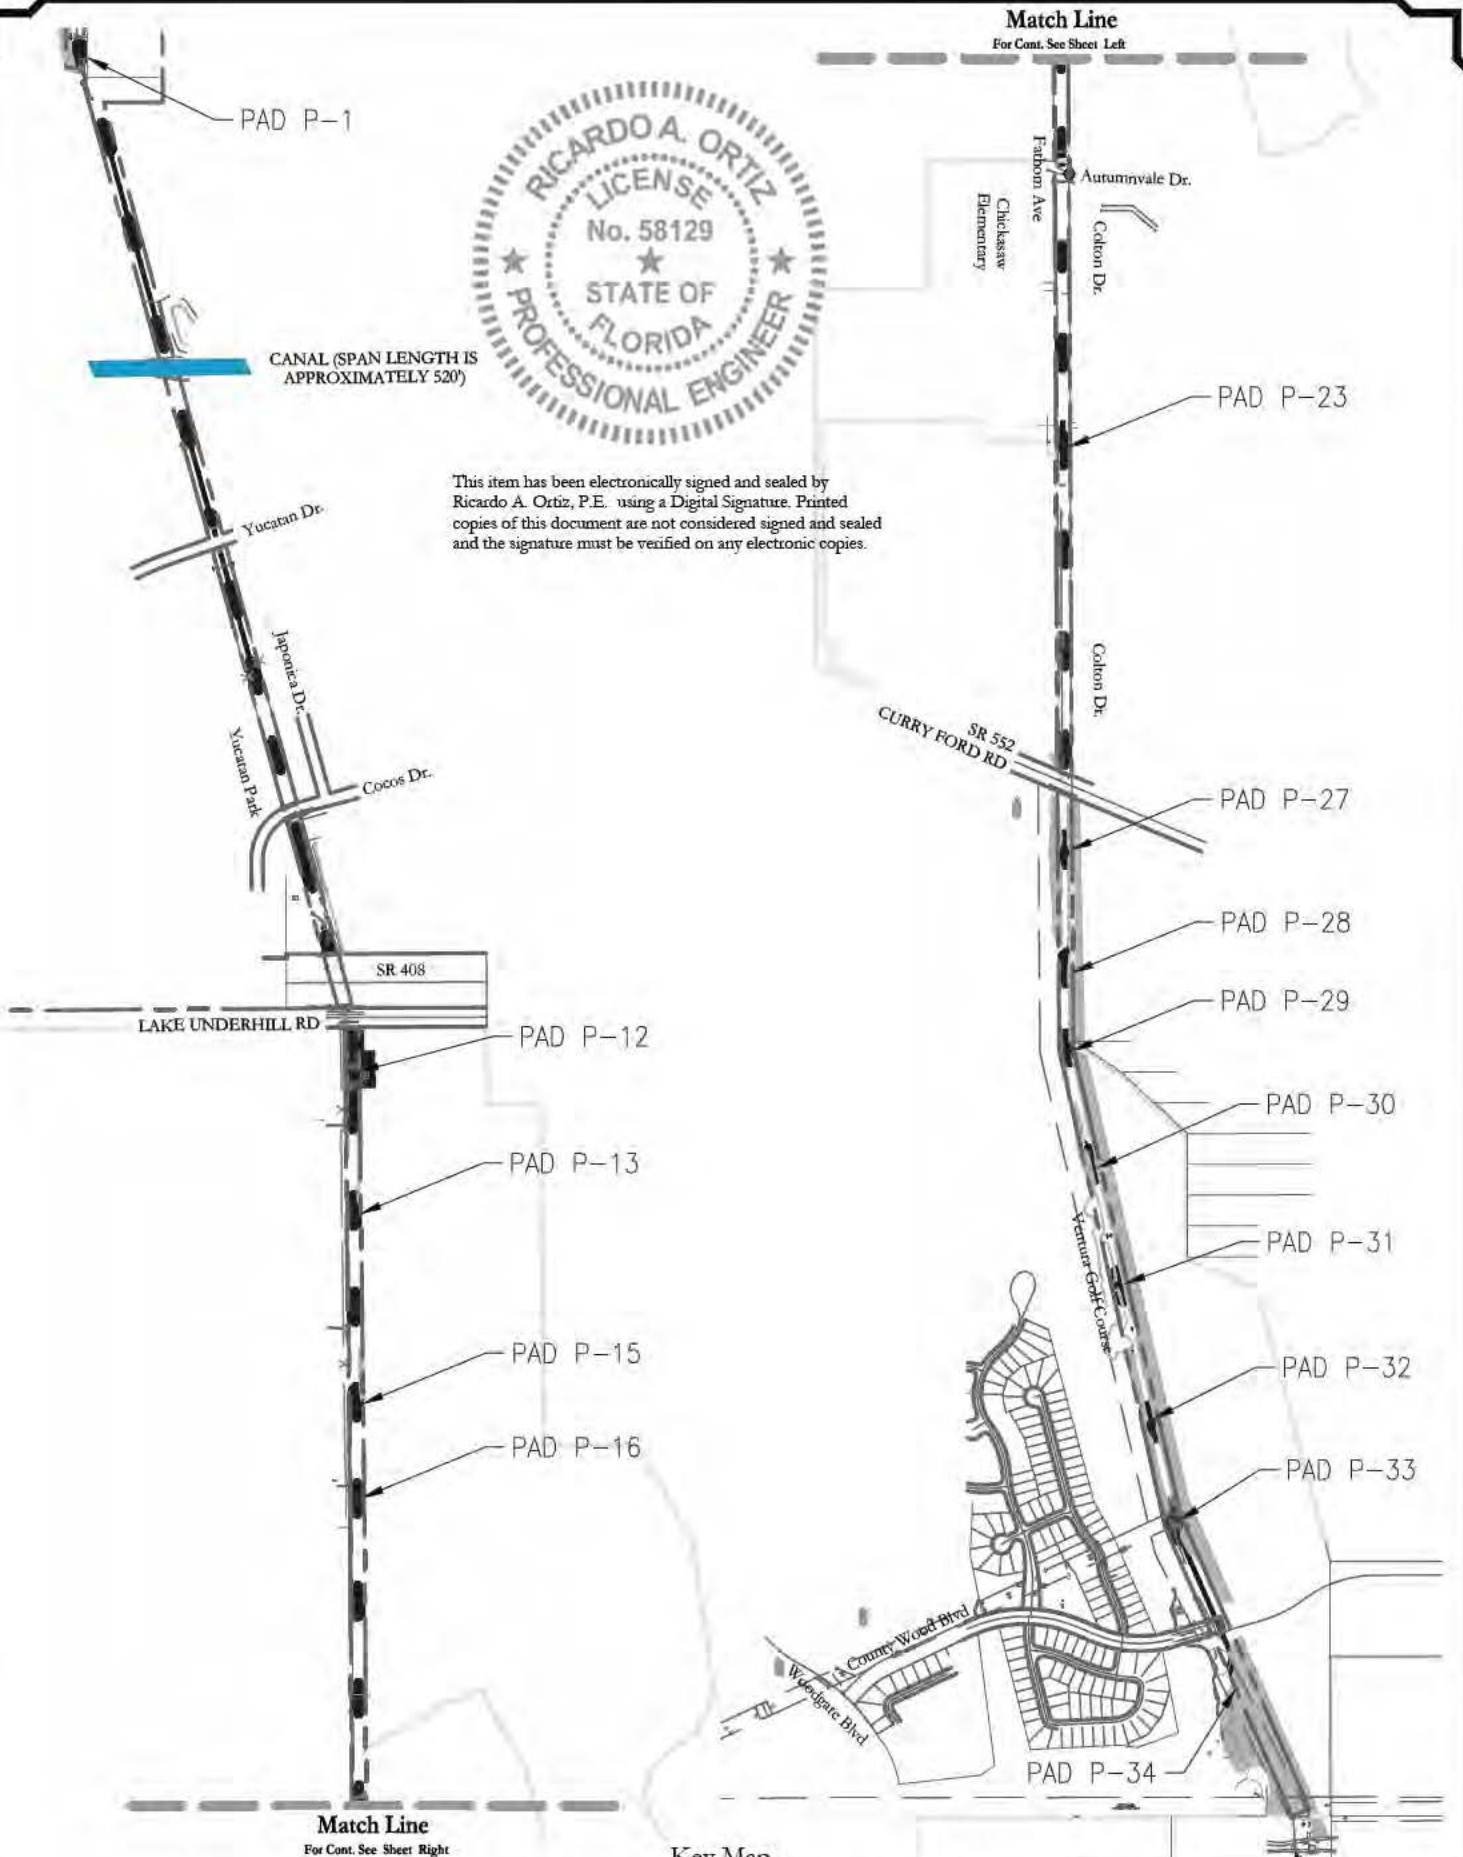 PAD P-1
CANAL (SPAN LENGTH IS
APPROXIMATELY 520')
RICARDO A. ORTIZ
LICENSE
No. 58129
STATE OF
FLORIDA
PROFESSIONAL ENGINEER
This item has been electronically signed and sealed by
Ricardo A. Ortiz, P.E. using a Digital Signature. Printed
copies of this document are not considered signed and sealed
and the signature must be verified on any electronic copies.
Yucatan Dr.
Japonica Dr.
Yucatan Park
Cocos Dr.
SR 408
LAKE UNDERHILL RD
PAD P-12
PAD P-13
PAD P-15
PAD P-16
Match Line
For Cont. See Sheet Right
Match Line
For Cont. See Sheet Left
Fathom Ave
Autumnvale Dr.
Chickasaw
Elementary
Colton Dr.
PAD P-23
Colton Dr.
SR 552
CURRY FORD RD
PAD P-27
PAD P-28
PAD P-29
PAD P-30
PAD P-31
Ventura Golf Course
PAD P-32
PAD P-33
County Wood Blvd
Woodgate Blvd
PAD P-34
Key Map